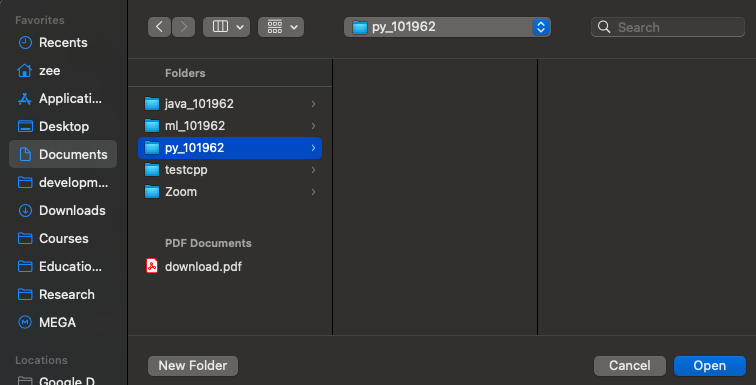 Favorites
Recents
zee
Applicati...
Desktop
Documents
developm...
Downloads
Courses
Educatio...
Research
MEGA
Locations
Google D
py_101962
Search
Folders
java_101962
ml_101962
py_101962
testcpp
Zoom
PDF Documents
download.pdf
New Folder
Cancel
Open